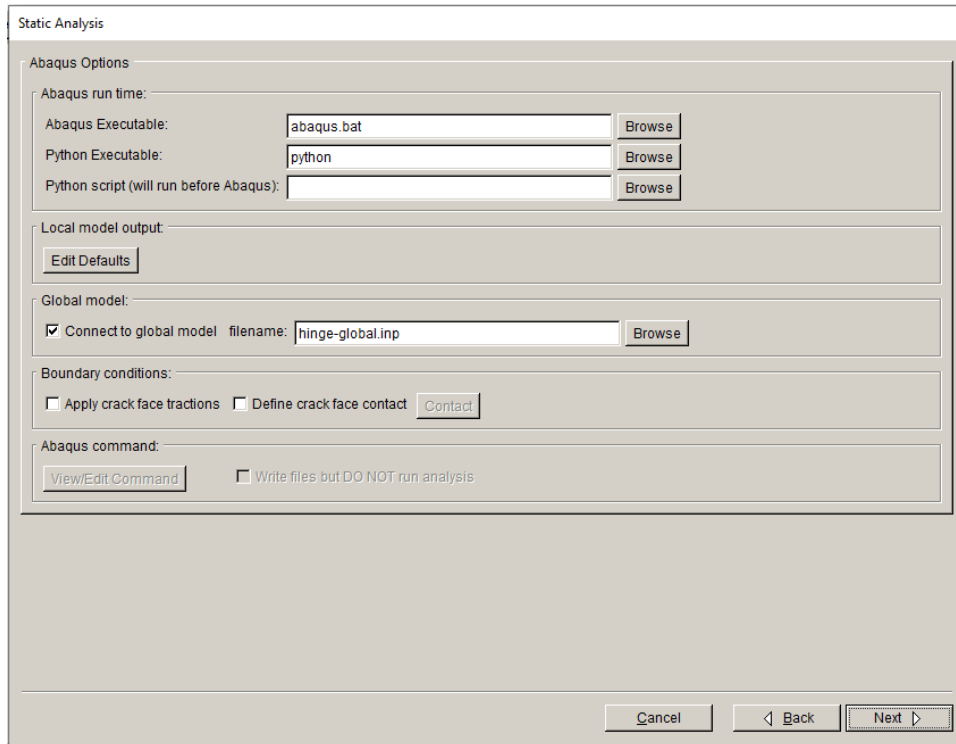 Static Analysis
Abaqus Options
Abaqus run time:
Abaqus Executable: abaqus.bat Browse
Python Executable: python Browse
Python script (will run before Abaqus): Browse
Local model output:
Edit Defaults
Global model:
Connect to global model filename: hinge-global.inp Browse
Boundary conditions:
Apply crack face tractions Define crack face contact Contact
Abaqus command:
View/Edit Command Write files but DO NOT run analysis
Cancel Back Next